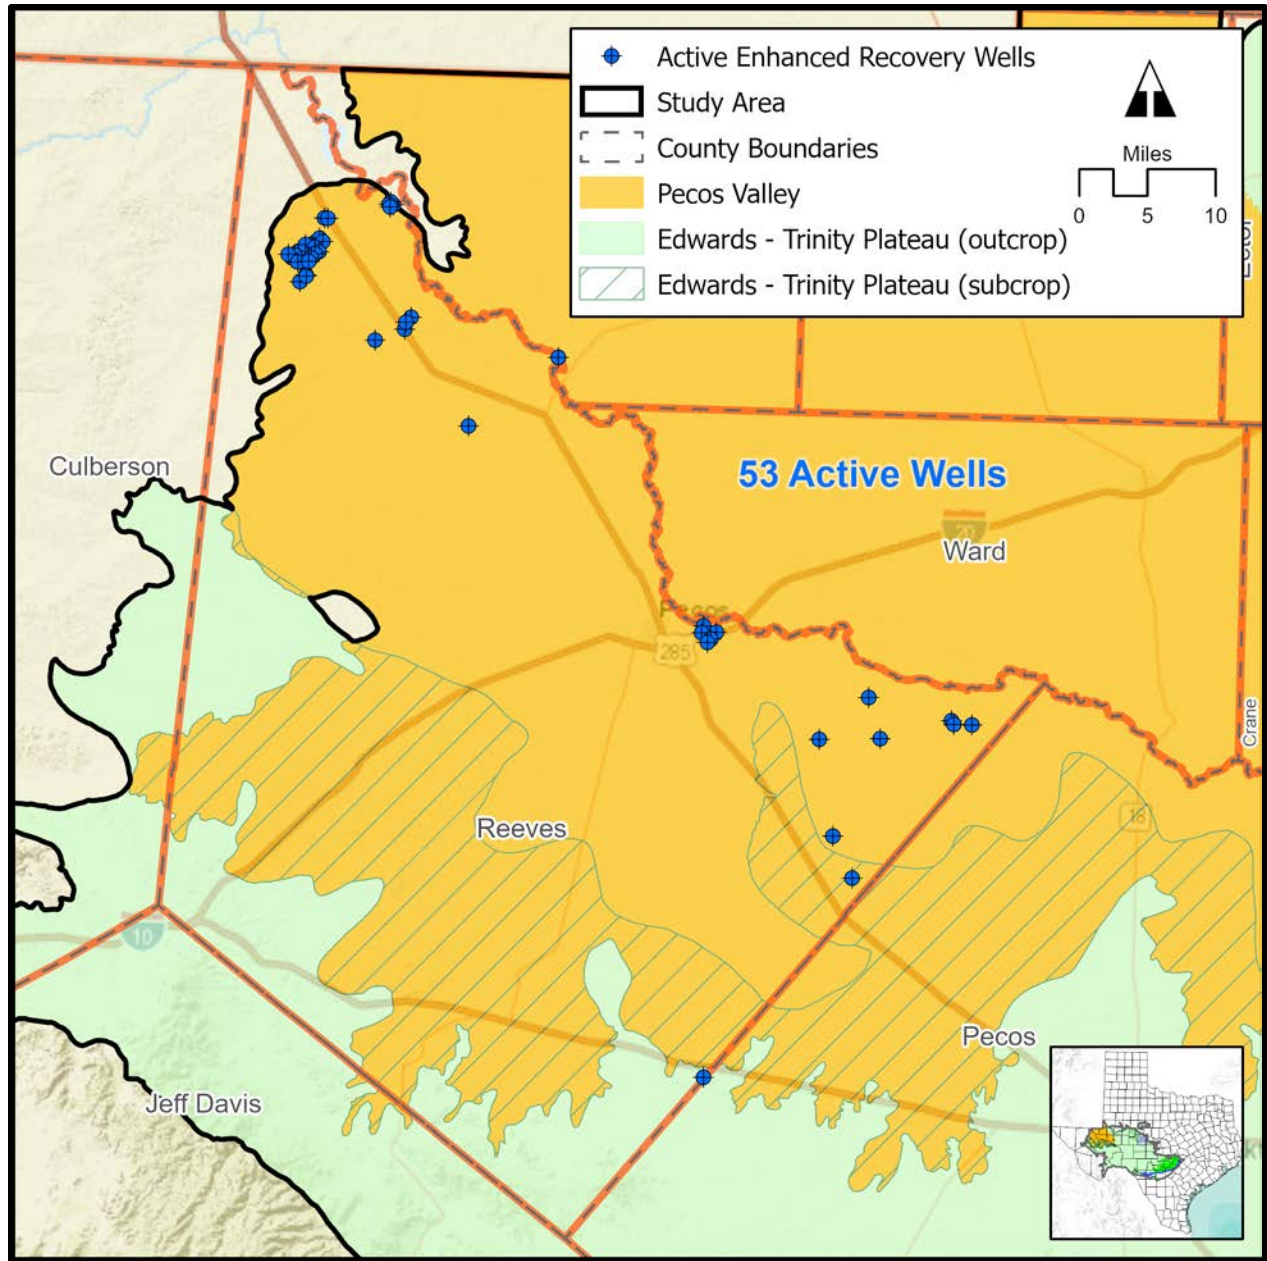 Active Enhanced Recovery Wells
Study Area
County Boundaries
Pecos Valley
Edwards - Trinity Plateau (outcrop)
Edwards - Trinity Plateau (subcrop)
Miles
0 5 10
Culberson
53 Active Wells
20
Ward
Pecos
285
Crane
18
Reeves
10
Pecos
Jeff Davis